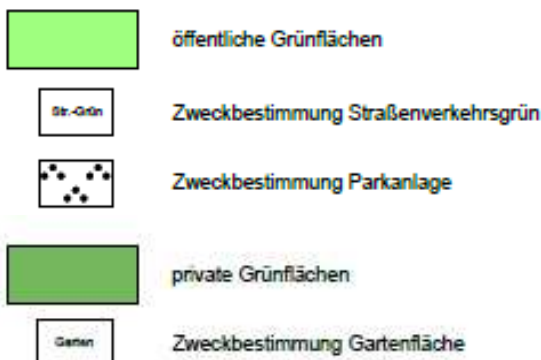 öffentliche Grünflächen
Str.-Grün Zweckbestimmung Straßenverkehrsgrün
Zweckbestimmung Parkanlage
private Grünflächen
Garten Zweckbestimmung Gartenfläche